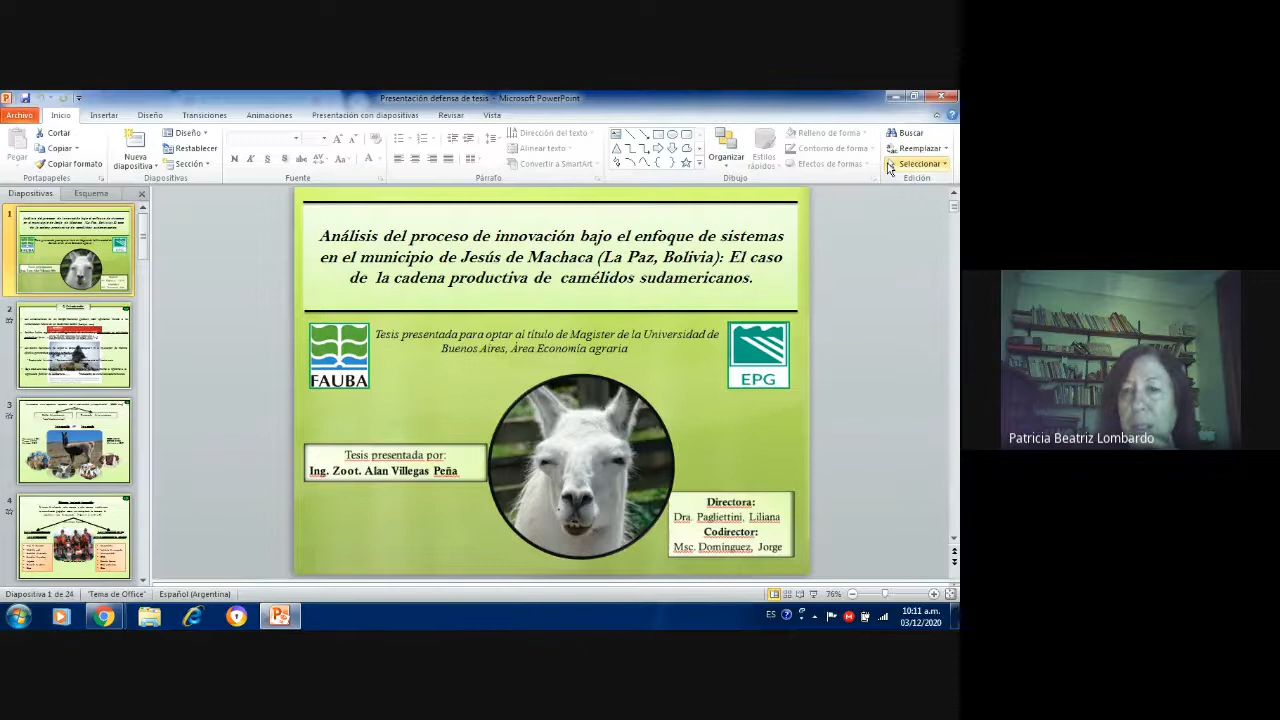 Presentación defensa de tesis - Microsoft PowerPoint
Archivo Inicio Insertar Diseño Transiciones Animaciones Presentación con diapositivas Revisar Vista
Pegar
Cortar
Copiar
Copiar formato
Portapapeles
Nueva
diapositiva
Diseño
Restablecer
Sección
Diapositivas
Fuente
Dirección del texto
Alinear texto
Convertir a SmartArt
Párrafo
Organizar
Estilos
rápidos
Relleno de forma
Contorno de forma
Efectos de formas
Dibujo
Buscar
Reemplazar
Seleccionar
Edición
Diapositivas Esquema
1
2
3
4
Análisis del proceso de innovación bajo el enfoque de sistemas
en el municipio de Jesús de Machaca (La Paz, Bolivia): El caso
de la cadena productiva de camélidos sudamericanos.
Tesis presentada para optar al título de Magister de la Universidad de
Buenos Aires, Área Economía agraria
FAUBA
EPG
Tesis presentada por:
Ing. Zoot. Alan Villegas Peña
Directora:
Dra. Pagliettini, Liliana
Codirector:
Msc. Domínguez, Jorge
Patricia Beatriz Lombardo
Diapositiva 1 de 24 "Tema de Office" Español (Argentina) 76%
ES
10:11 a.m.
03/12/2020